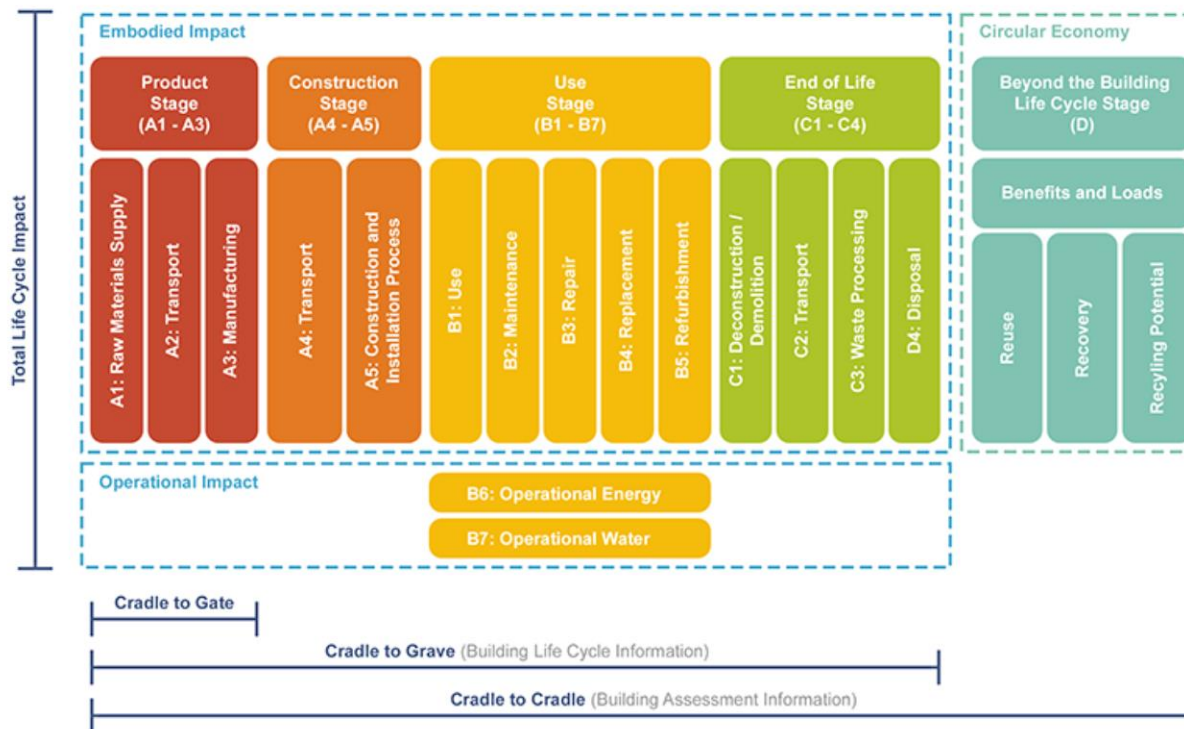 Embodied Impact
Circular Economy
Product
Stage
(A1 - A3)
Construction
Stage
(A4 - A5)
Use
Stage
(B1 - B7)
End of Life
Stage
(C1 - C4)
Beyond the Building
Life Cycle Stage
(D)
Total Life Cycle Impact
A1: Raw Materials Supply
A2: Transport
A3: Manufacturing
A4: Transport
A5: Construction and
Installation Process
B1: Use
B2: Maintenance
B3: Repair
B4: Replacement
B5: Refurbishment
C1: Deconstruction /
Demolition
C2: Transport
C3: Waste Processing
D4: Disposal
Benefits and Loads
Reuse
Recovery
Recyling Potential
Operational Impact
B6: Operational Energy
B7: Operational Water
Cradle to Gate
Cradle to Grave (Building Life Cycle Information)
Cradle to Cradle (Building Assessment Information)